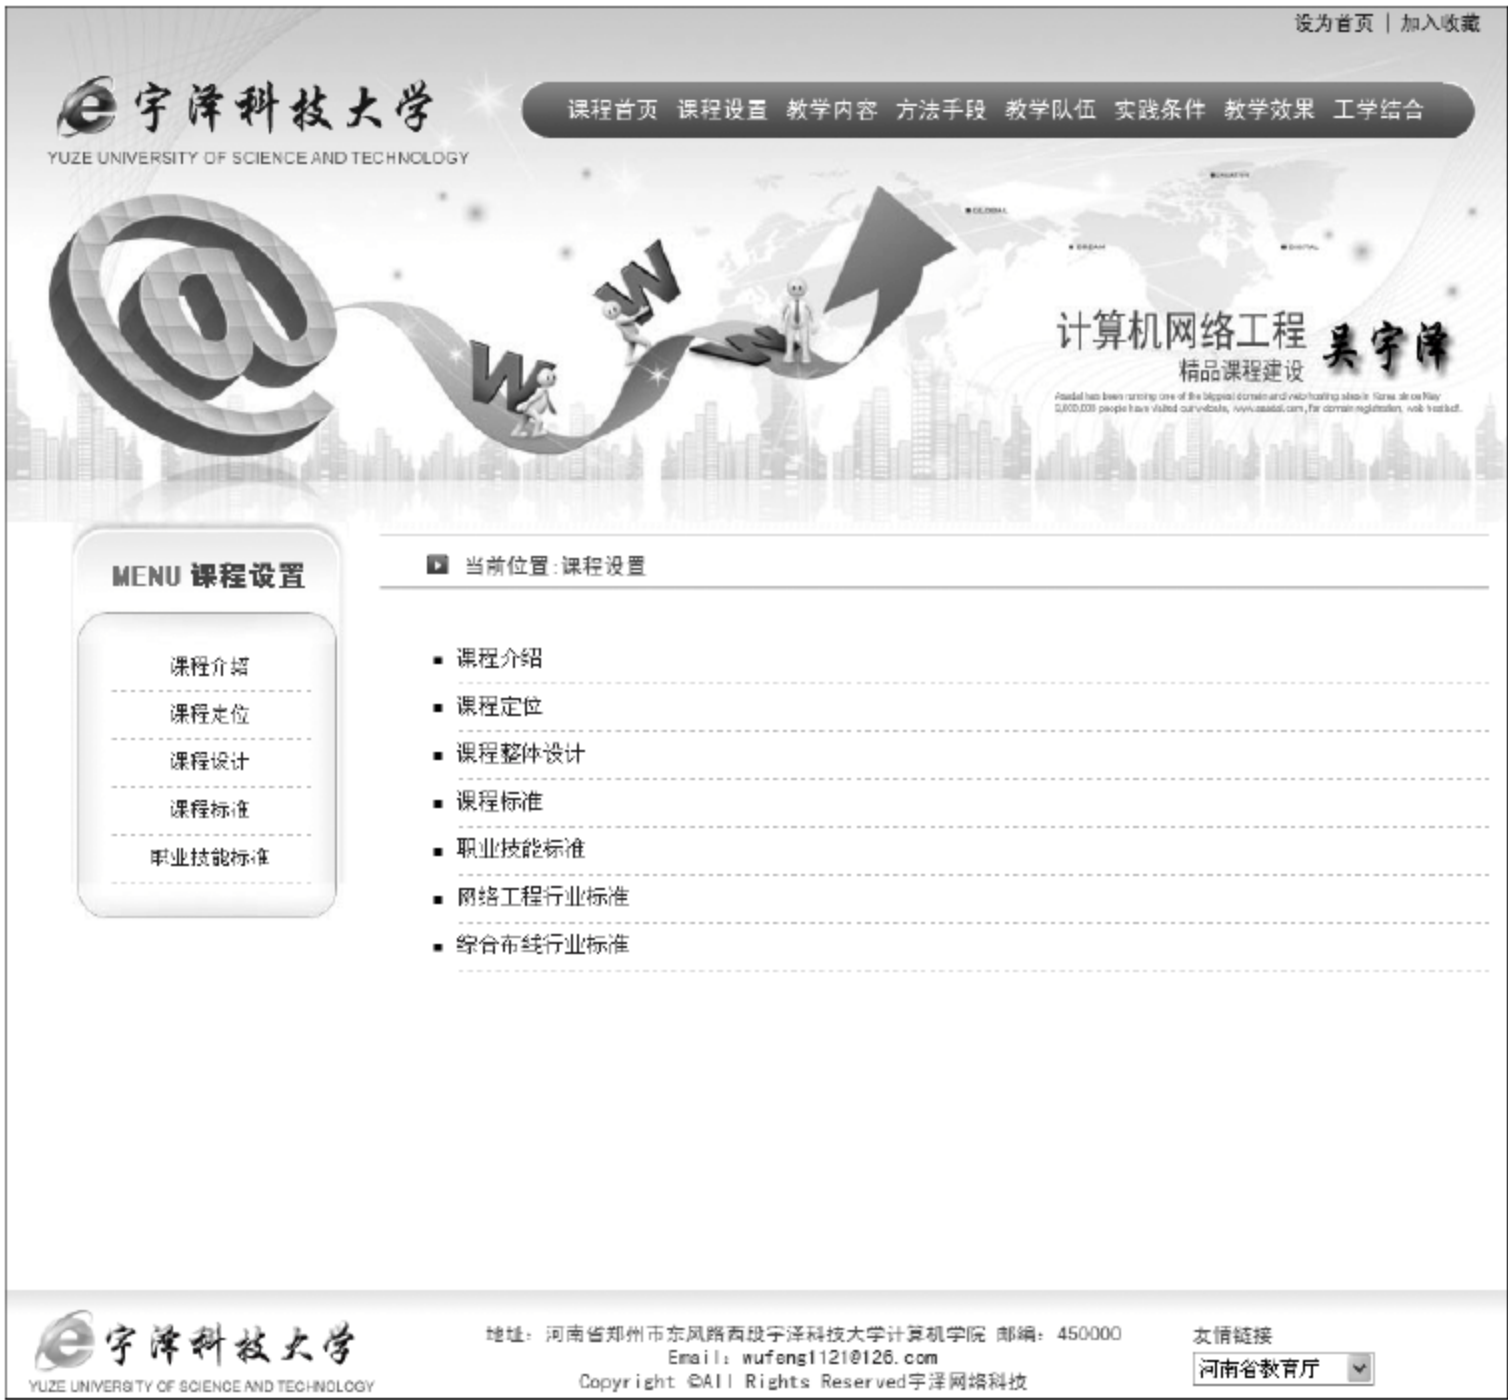 设为首页 | 加入收藏
宇泽科技大学
YUZE UNIVERSITY OF SCIENCE AND TECHNOLOGY
课程首页 课程设置 教学内容 方法手段 教学队伍 实践条件 教学效果 工学结合
GLOBAL
DREAM
DIGITAL
W
W
W
计算机网络工程
吴宇泽
精品课程建设
MENU 课程设置
课程介绍
课程定位
课程设计
课程标准
职业技能标准
当前位置:课程设置
课程介绍
课程定位
课程整体设计
课程标准
职业技能标准
网络工程行业标准
综合布线行业标准
宇泽科技大学
YUZE UNIVERSITY OF SCIENCE AND TECHNOLOGY
地址：河南省郑州市东风路西段宇泽科技大学计算机学院 邮编：450000
Email：wufeng1121@126.com
Copyright ©All Rights Reserved宇泽网络科技
友情链接
河南省教育厅